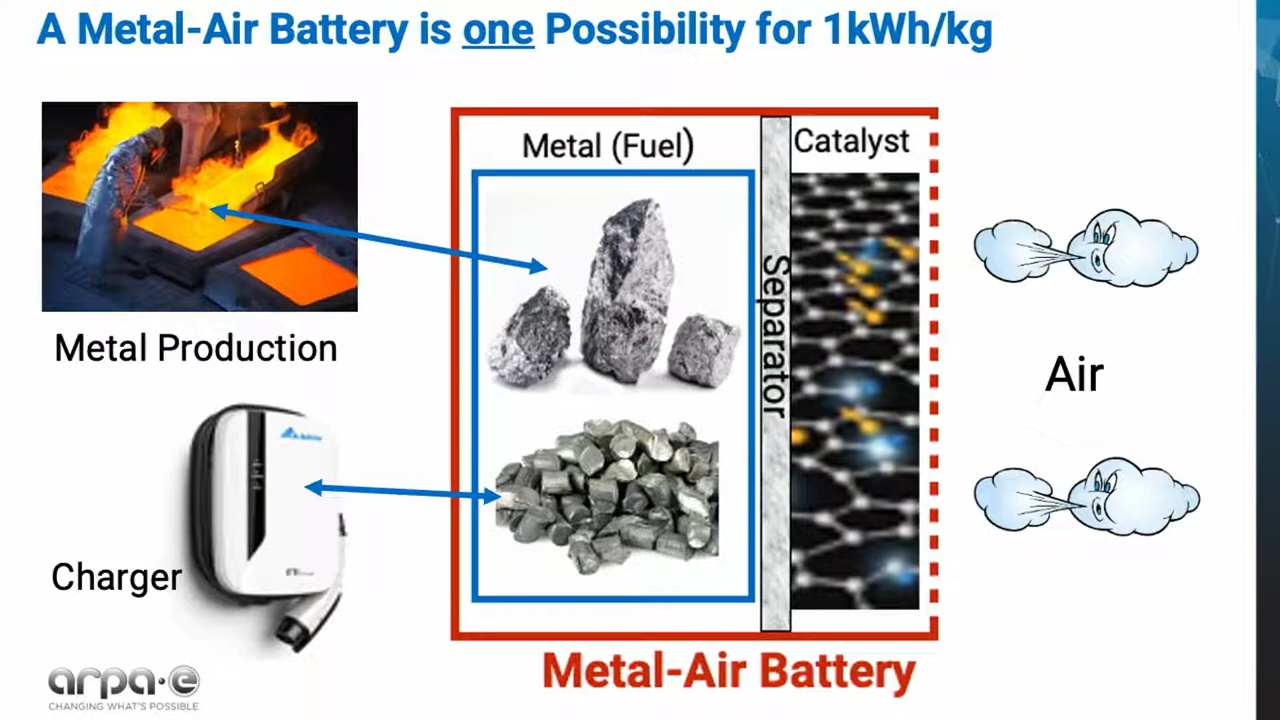 A Metal-Air Battery is one Possibility for 1kWh/kg
Metal (Fuel)
Catalyst
Separator
Metal Production
Air
Charger
Metal-Air Battery
arpa·e
CHANGING WHAT'S POSSIBLE